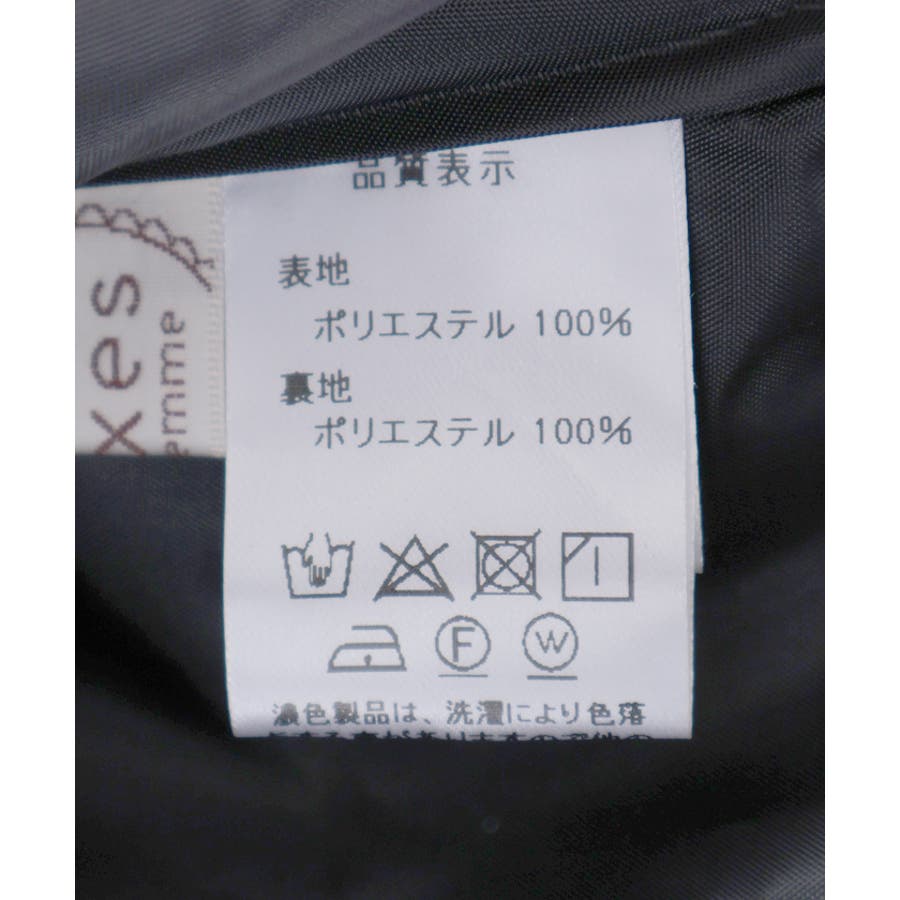 品質表示
表地
ポリエステル 100%
裏地
ポリエステル 100%
F
W
濃色製品は、洗濯により色落
xes
emme